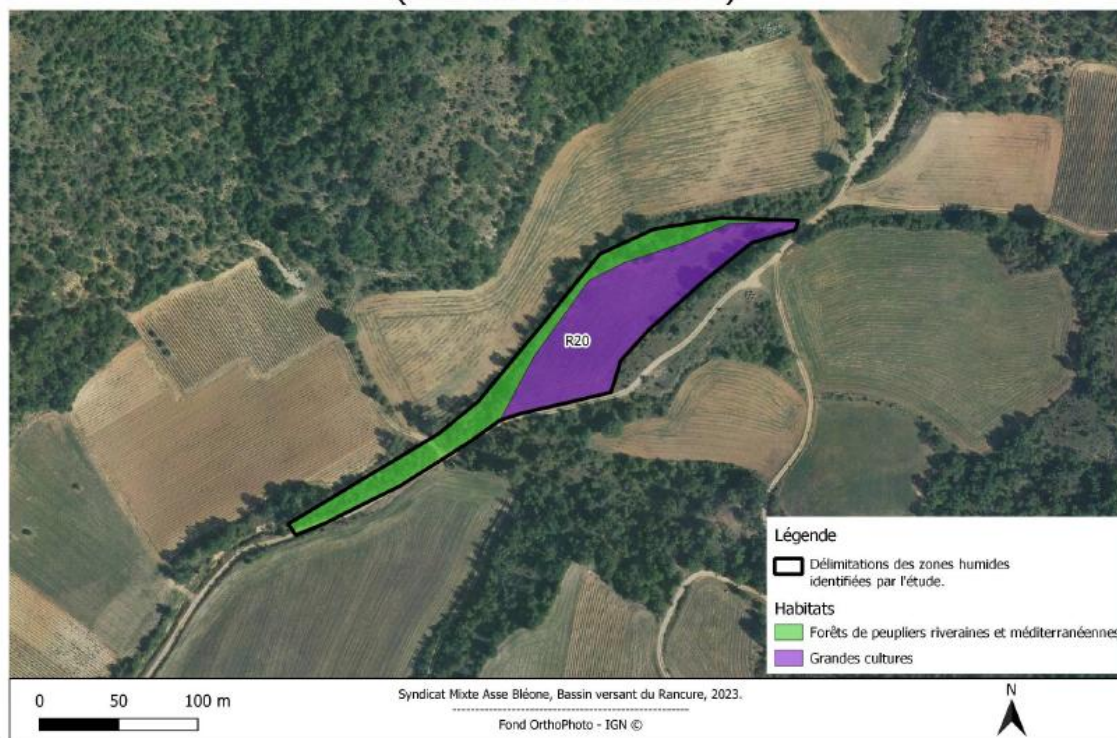 R20
Légende
Délimitations des zones humides
identifiées par l'étude.
Habitats
Forêts de peupliers riveraines et méditerranéennes
Grandes cultures
0 50 100 m
Syndicat Mixte Asse Bléone, Bassin versant du Rancure, 2023.
Fond OrthoPhoto - IGN ©
N